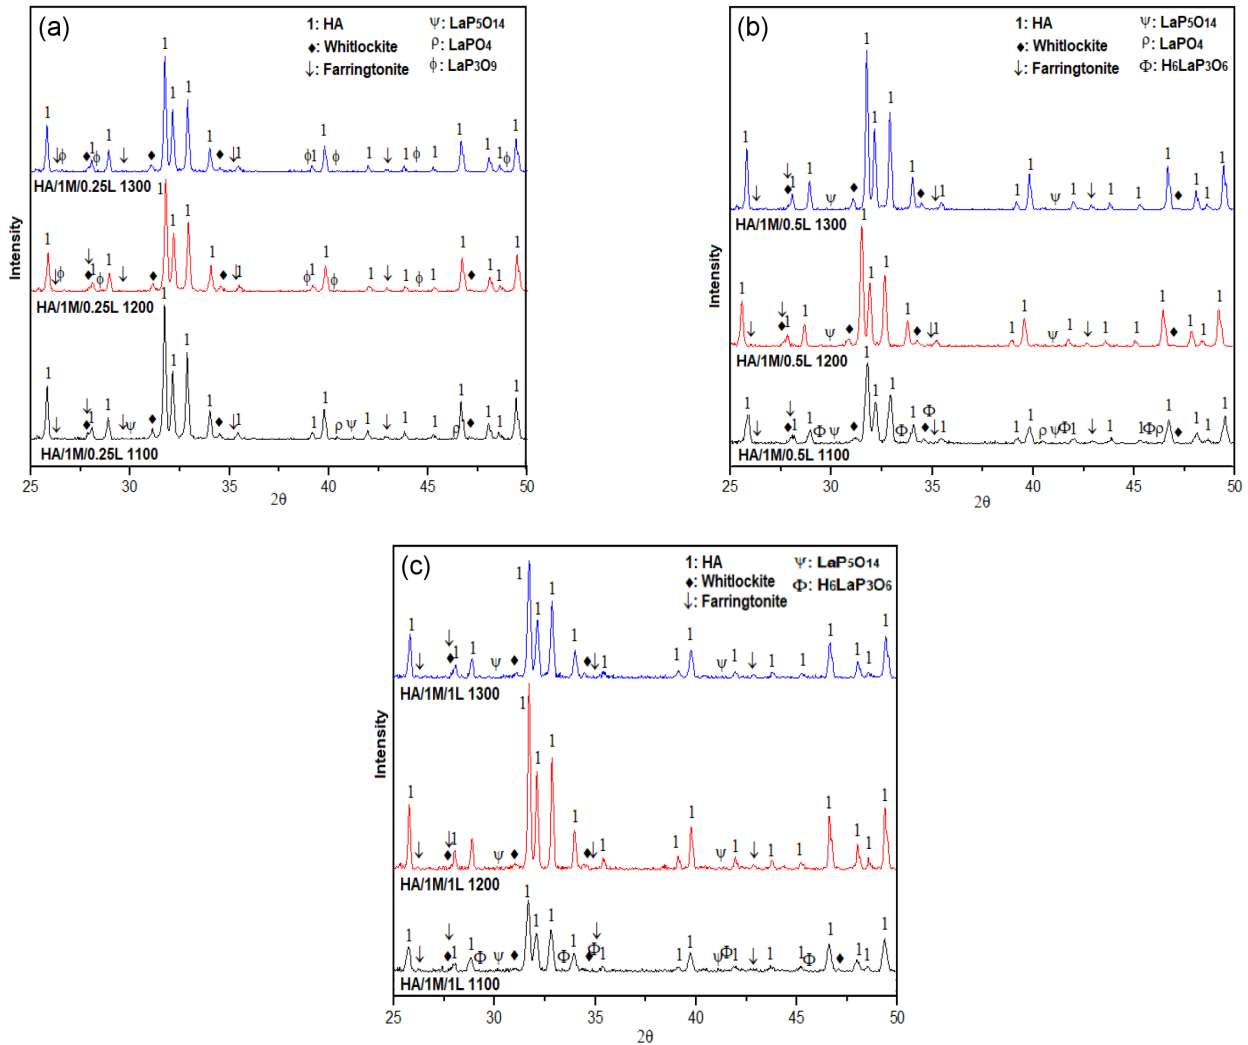 (a)
1: HA
♦: Whitlockite
↓: Farringtonite
ψ: LaP5O14
ρ: LaPO4
ϕ: LaP3O9
HA/1M/0.25L 1300
HA/1M/0.25L 1200
HA/1M/0.25L 1100
Intensity
25 30 35 40 45 50
2θ
(b)
1: HA
♦: Whitlockite
↓: Farringtonite
ψ: LaP5O14
ρ: LaPO4
Φ: H6LaP3O6
HA/1M/0.5L 1300
HA/1M/0.5L 1200
HA/1M/0.5L 1100
Intensity
25 30 35 40 45 50
2θ
(c)
1: HA
♦: Whitlockite
↓: Farringtonite
ψ: LaP5O14
Φ: H6LaP3O6
HA/1M/1L 1300
HA/1M/1L 1200
HA/1M/1L 1100
Intensity
25 30 35 40 45 50
2θ